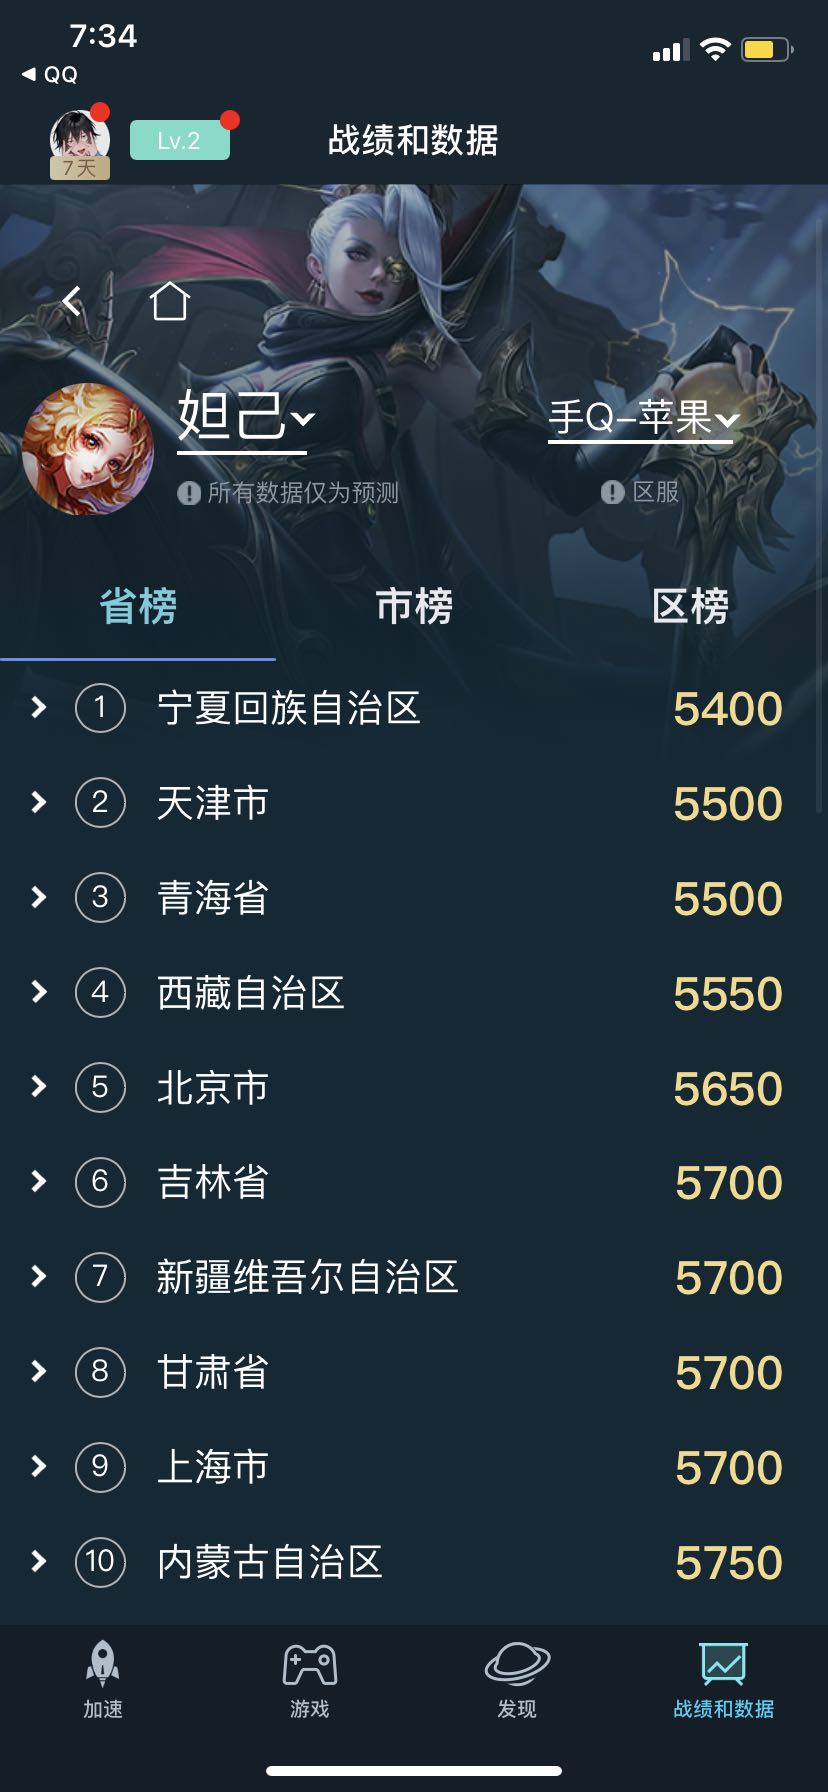 7:34
QQ
7天
Lv.2
战绩和数据
妲己
手Q-苹果
所有数据仅为预测
区服
省榜 市榜 区榜
1 宁夏回族自治区 5400
2 天津市 5500
3 青海省 5500
4 西藏自治区 5550
5 北京市 5650
6 吉林省 5700
7 新疆维吾尔自治区 5700
8 甘肃省 5700
9 上海市 5700
10 内蒙古自治区 5750
加速 游戏 发现 战绩和数据